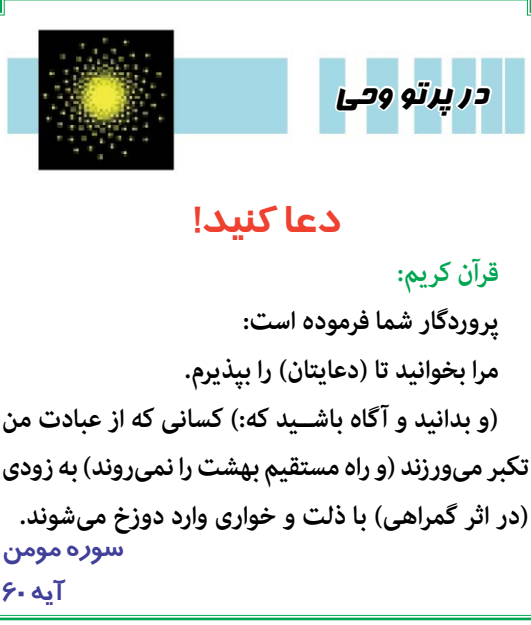 در پرتو وحی
دعا کنید!
قرآن کریم:
پروردگار شما فرموده است:
مرا بخوانید تا (دعایتان) را بپذیرم.
(و بدانید و آگاه باشـــید که:) کسانی که از عبادت من
تکبر می‌ورزند (و راه مستقیم بهشت را نمی‌روند) به زودی
(در اثر گمراهی) با ذلت و خواری وارد دوزخ می‌شوند.
سوره مومن
آیه ۶۰